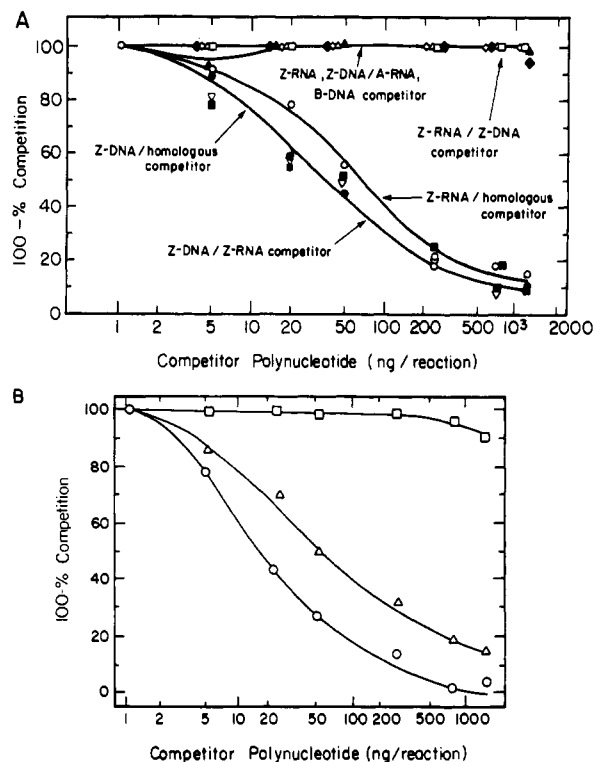 A
100
80
60
40
20
0
100-% Competition
Z-RNA, Z-DNA/A-RNA,
B-DNA competitor
Z-DNA/homologous
competitor
Z-RNA / Z-DNA
competitor
Z-RNA/homologous
competitor
Z-DNA / Z-RNA competitor
1 2 5 10 20 50 100 200 500 10³ 2000
Competitor Polynucleotide (ng / reaction)
B
100
80
60
40
20
0
100-% Competition
1 2 5 10 20 50 100 200 500 1000
Competitor Polynucleotide (ng/reaction)